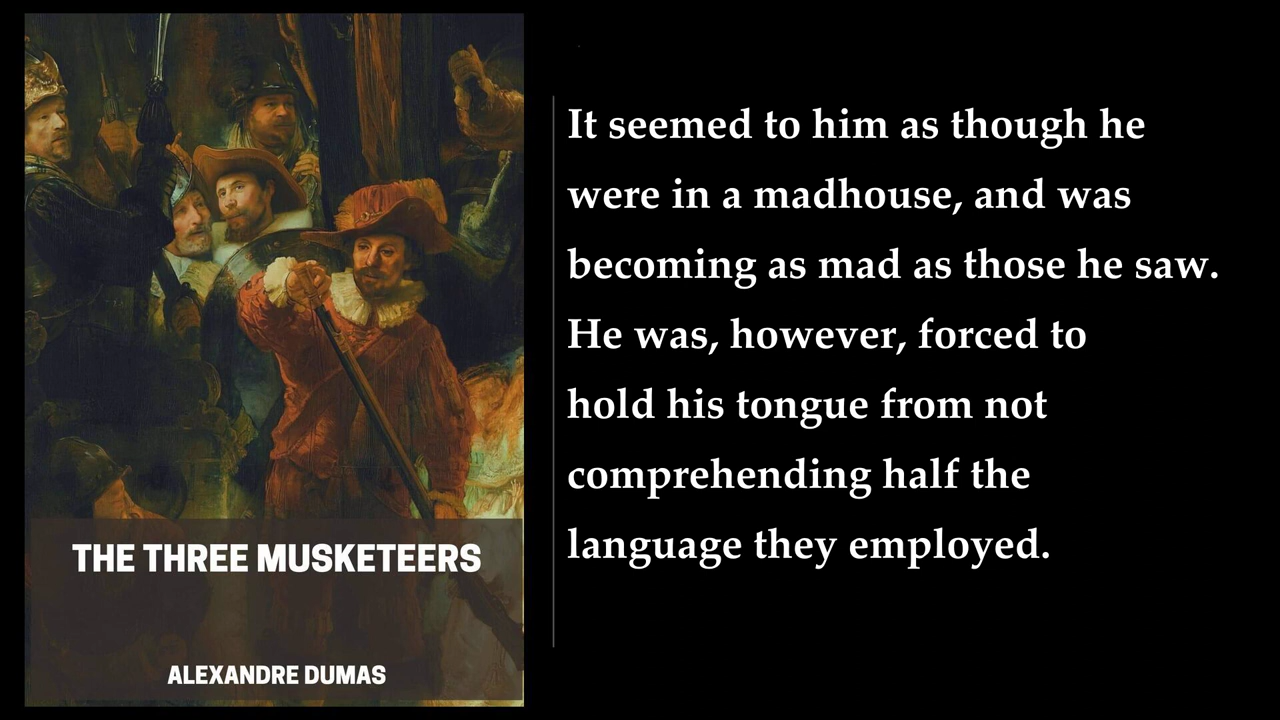 THE THREE MUSKETEERS
ALEXANDRE DUMAS
It seemed to him as though he
were in a madhouse, and was
becoming as mad as those he saw.
He was, however, forced to
hold his tongue from not
comprehending half the
language they employed.